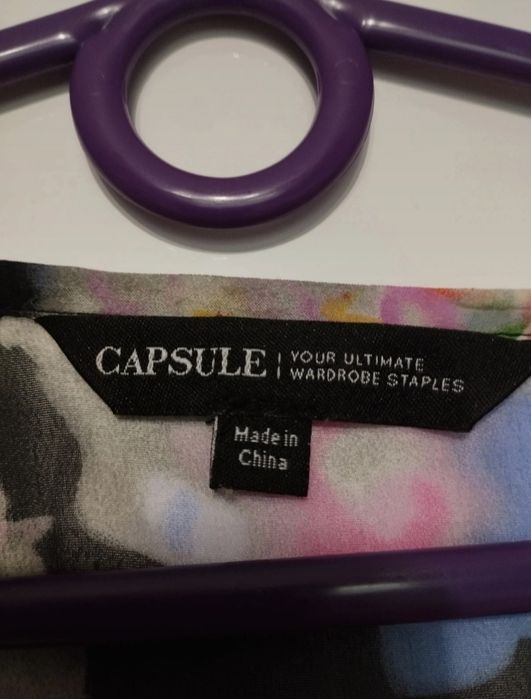 CAPSULE | YOUR ULTIMATE
WARDROBE STAPLES
Made in
China